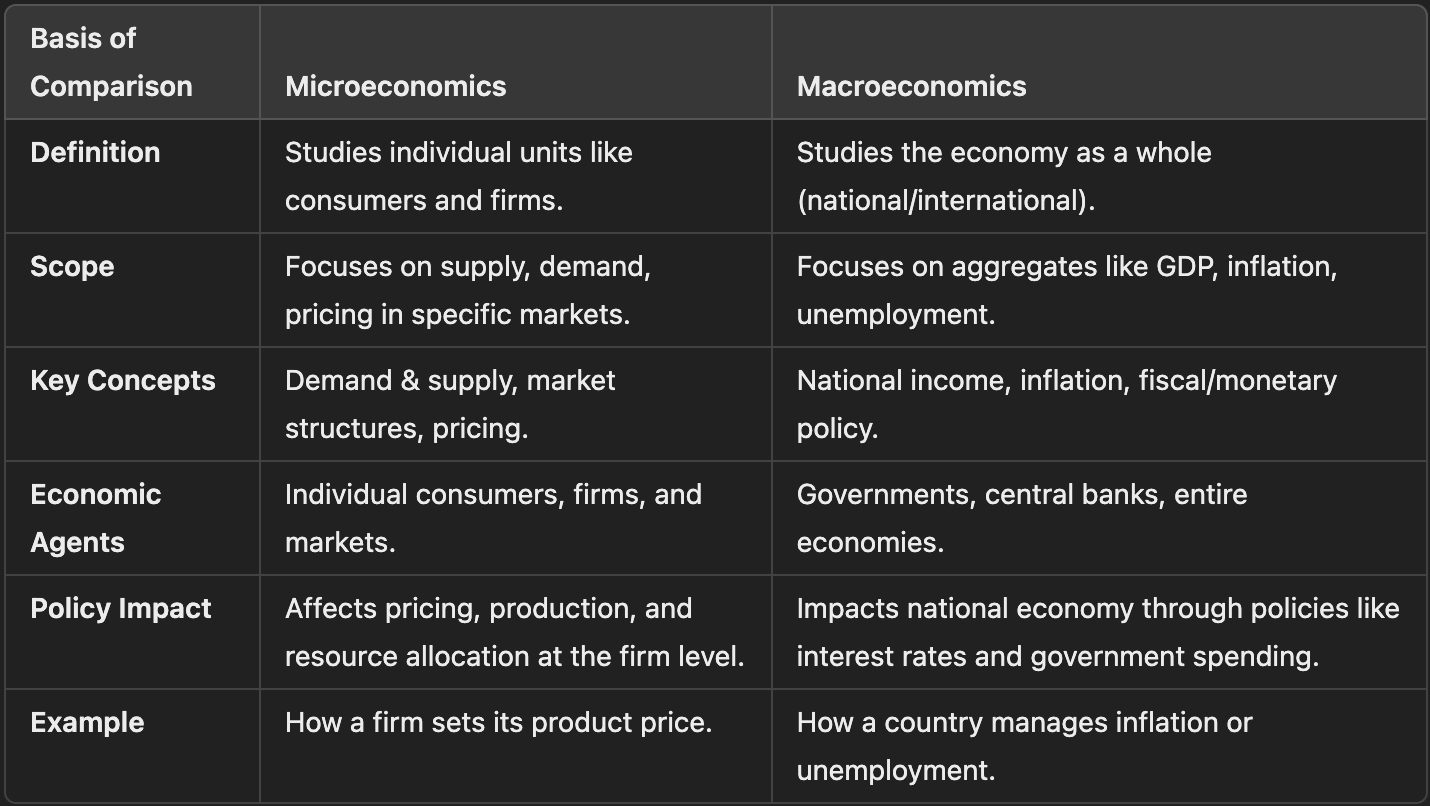 Basis of
Comparison
Microeconomics
Macroeconomics
Definition
Studies individual units like
consumers and firms.
Studies the economy as a whole
(national/international).
Scope
Focuses on supply, demand,
pricing in specific markets.
Focuses on aggregates like GDP, inflation,
unemployment.
Key Concepts
Demand & supply, market
structures, pricing.
National income, inflation, fiscal/monetary
policy.
Economic
Agents
Individual consumers, firms, and
markets.
Governments, central banks, entire
economies.
Policy Impact
Affects pricing, production, and
resource allocation at the firm level.
Impacts national economy through policies like
interest rates and government spending.
Example
How a firm sets its product price.
How a country manages inflation or
unemployment.